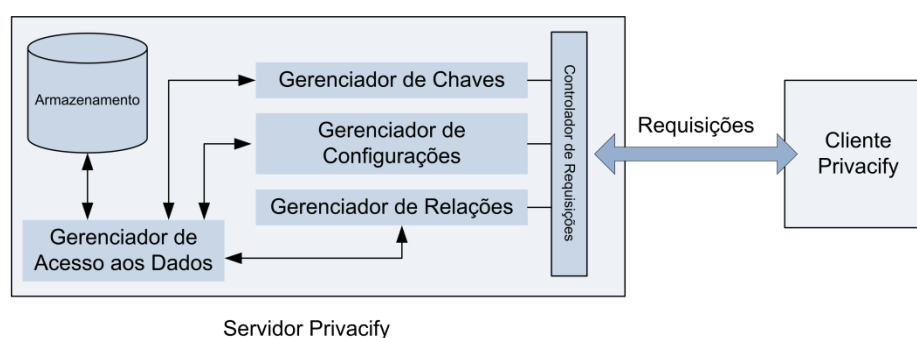 Armazenamento
Gerenciador de Chaves
Gerenciador de
Configurações
Gerenciador de Relações
Gerenciador de
Acesso aos Dados
Controlador de Requisições
Requisições
Cliente
Privacify
Servidor Privacify